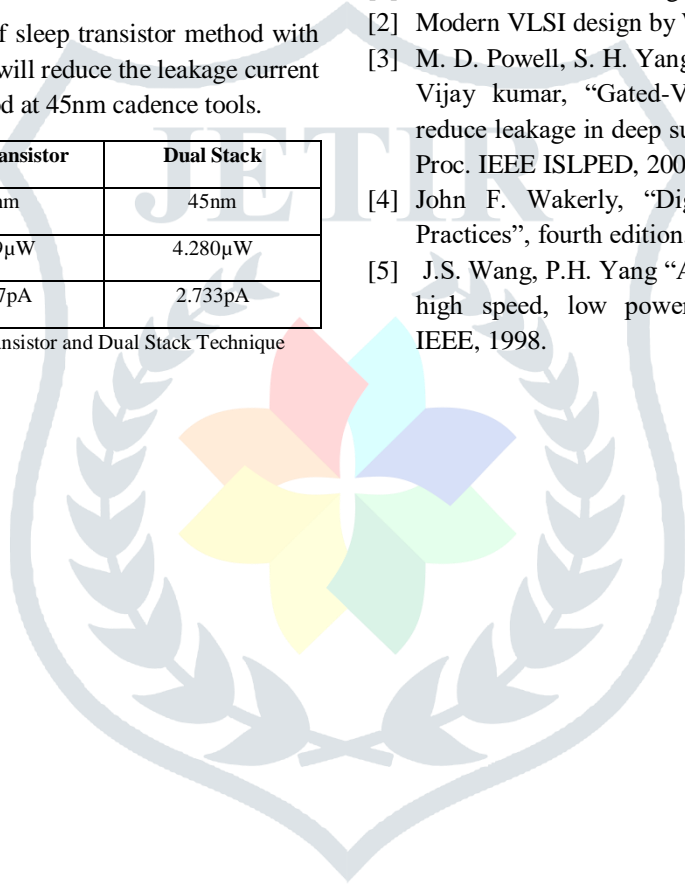 f sleep transistor method with
will reduce the leakage current
d at 45nm cadence tools.
ansistor Dual Stack
nm 45nm
9µW 4.280µW
7pA 2.733pA
ansistor and Dual Stack Technique
[2] Modern VLSI design by
[3] M. D. Powell, S. H. Yang
Vijay kumar, “Gated-V
reduce leakage in deep su
Proc. IEEE ISLPED, 200
[4] John F. Wakerly, “Dig
Practices”, fourth edition
[5] J.S. Wang, P.H. Yang “A
high speed, low power
IEEE, 1998.
JETIR